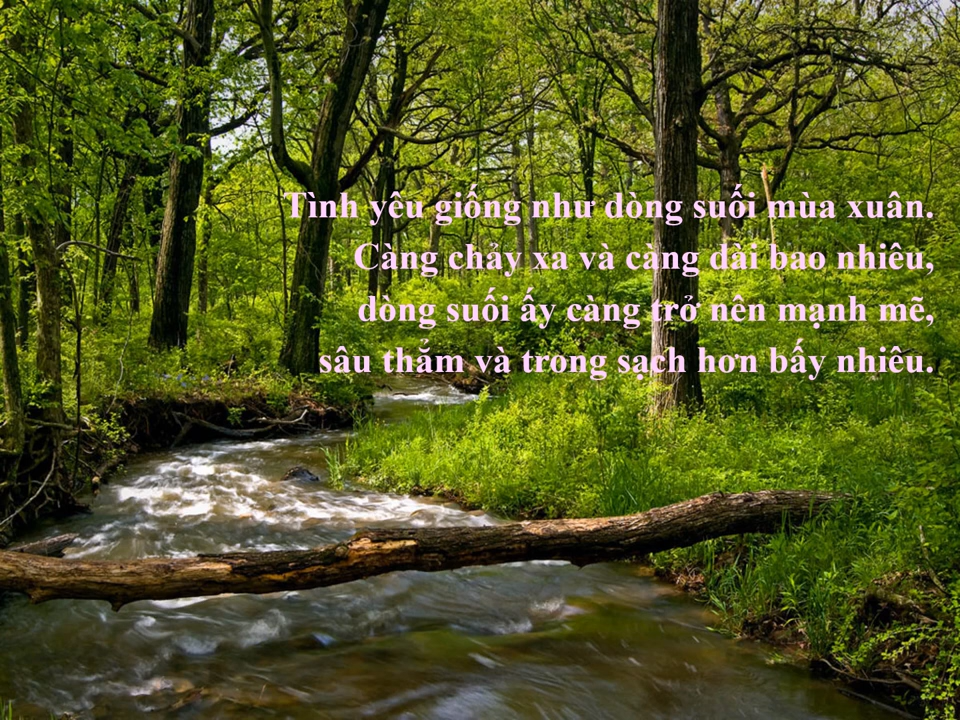 Tình yêu giống như dòng suối mùa xuân.
Càng chảy xa và càng dài bao nhiêu,
dòng suối ấy càng trở nên mạnh mẽ,
sâu thẳm và trong sạch hơn bấy nhiêu.